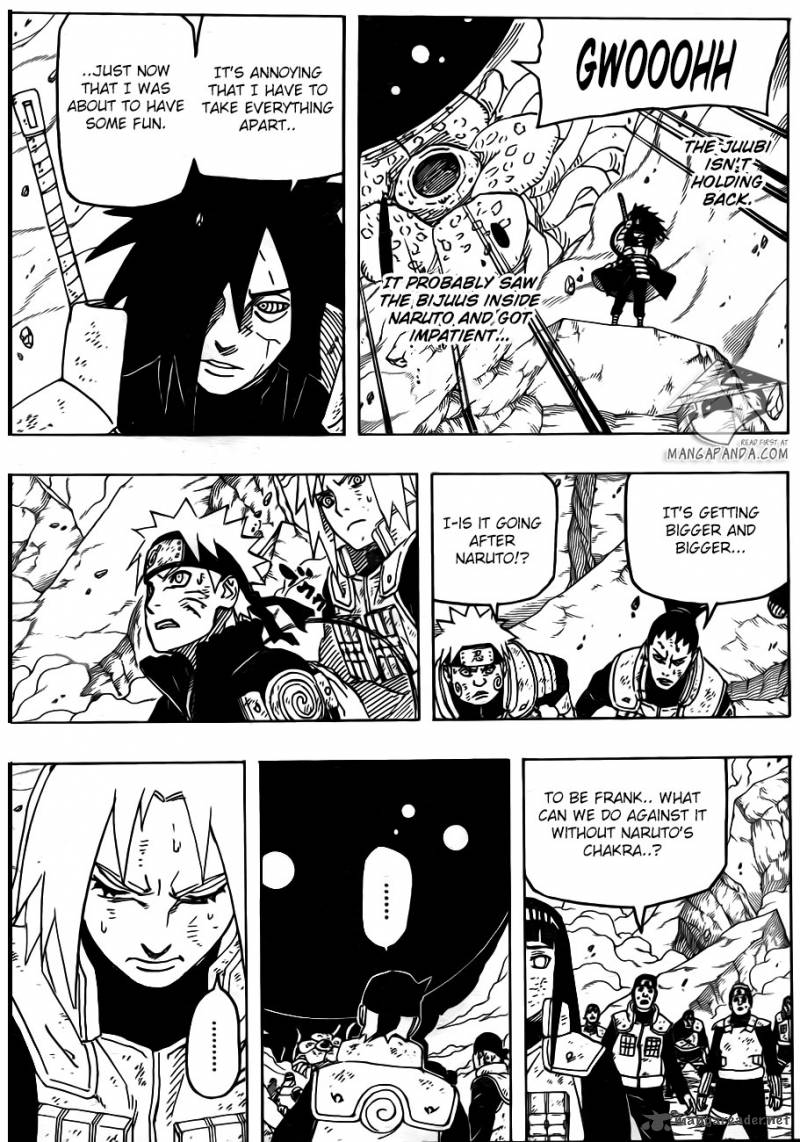 GWOOOHH
THE JUUBI
ISN'T
HOLDING
BACK.
IT PROBABLY SAW
THE BIJUUS INSIDE
NARUTO AND GOT
IMPATIENT...
IT'S ANNOYING
THAT I HAVE TO
TAKE EVERYTHING
APART..
..JUST NOW
THAT I WAS
ABOUT TO HAVE
SOME FUN.
READ FIRST AT
MANGAPANDA.COM
IT'S GETTING
BIGGER AND
BIGGER...
I-IS IT GOING
AFTER
NARUTO!?
忍
TO BE FRANK.. WHAT
CAN WE DO AGAINST IT
WITHOUT NARUTO'S
CHAKRA..?
........
........
mangareader.net